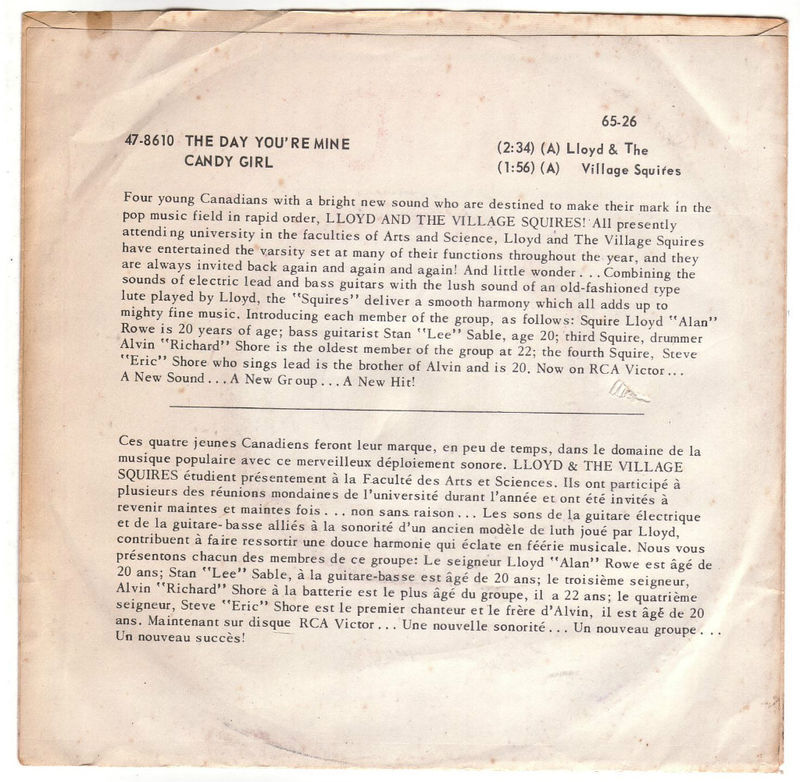 65-26
47-8610 THE DAY YOU'RE MINE (2:34) (A) Lloyd & The
CANDY GIRL (1:56) (A) Village Squires
Four young Canadians with a bright new sound who are destined to make their mark in the
pop music field in rapid order, LLOYD AND THE VILLAGE SQUIRES! All presently
attending university in the faculties of Arts and Science, Lloyd and The Village Squires
have entertained the varsity set at many of their functions throughout the year, and they
are always invited back again and again and again! And little wonder...Combining the
sounds of electric lead and bass guitars with the lush sound of an old-fashioned type
lute played by Lloyd, the "Squires" deliver a smooth harmony which all adds up to
mighty fine music. Introducing each member of the group, as follows: Squire Lloyd "Alan"
Rowe is 20 years of age; bass guitarist Stan "Lee" Sable, age 20; third Squire, drummer
Alvin "Richard" Shore is the oldest member of the group at 22; the fourth Squire, Steve
"Eric" Shore who sings lead is the brother of Alvin and is 20. Now on RCA Victor...
A New Sound...A New Group...A New Hit!
Ces quatre jeunes Canadiens feront leur marque, en peu de temps, dans le domaine de la
musique populaire avec ce merveilleux déploiement sonore. LLOYD & THE VILLAGE
SQUIRES étudient présentement à la Faculté des Arts et Sciences. Ils ont participé à
plusieurs des réunions mondaines de l'université durant l'année et ont été invités à
revenir maintes et maintes fois... non sans raison... Les sons de la guitare électrique
et de la guitare-basse alliés à la sonorité d'un ancien modèle de luth joué par Lloyd,
contribuent à faire ressortir une douce harmonie qui éclate en féérie musicale. Nous vous
présentons chacun des membres de ce groupe: Le seigneur Lloyd "Alan" Rowe est âgé de
20 ans; Stan "Lee" Sable, à la guitare-basse est âgé de 20 ans; le troisième seigneur,
Alvin "Richard" Shore à la batterie est le plus âgé du groupe, il a 22 ans; le quatrième
seigneur, Steve "Eric" Shore est le premier chanteur et le frère d'Alvin, il est âgé de 20
ans. Maintenant sur disque RCA Victor... Une nouvelle sonorité... Un nouveau groupe...
Un nouveau succès!